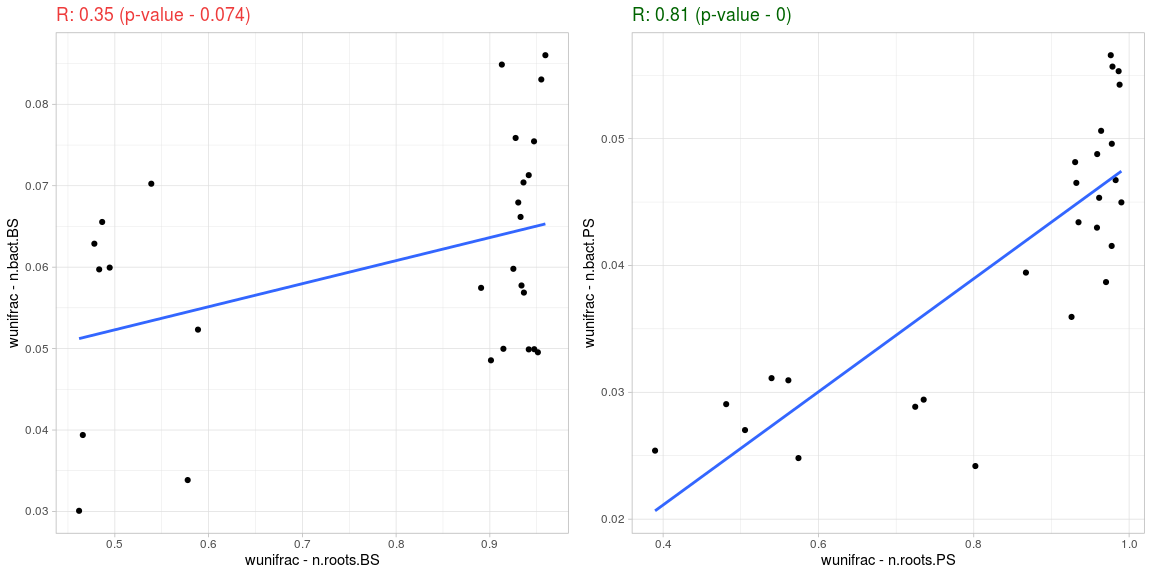 R: 0.35 (p-value - 0.074)
0.08
0.07
0.06
0.05
0.04
0.03
wunifrac - n.bact.BS
0.5 0.6 0.7 0.8 0.9
wunifrac - n.roots.BS
R: 0.81 (p-value - 0)
0.05
0.04
0.03
0.02
wunifrac - n.bact.PS
0.4 0.6 0.8 1.0
wunifrac - n.roots.PS